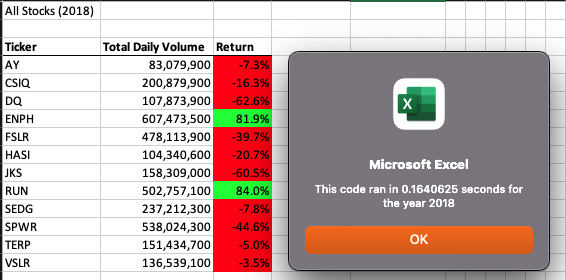 All Stocks (2018)
Ticker Total Daily Volume Return
AY 83,079,900 -7.3%
CSIQ 200,879,900 -16.3%
DQ 107,873,900 -62.6%
ENPH 607,473,500 81.9%
FSLR 478,113,900 -39.7%
HASI 104,340,600 -20.7%
JKS 158,309,000 -60.5%
RUN 502,757,100 84.0%
SEDG 237,212,300 -7.8%
SPWR 538,024,300 -44.6%
TERP 151,434,700 -5.0%
VSLR 136,539,100 -3.5%
X
Microsoft Excel
This code ran in 0.1640625 seconds for
the year 2018
OK